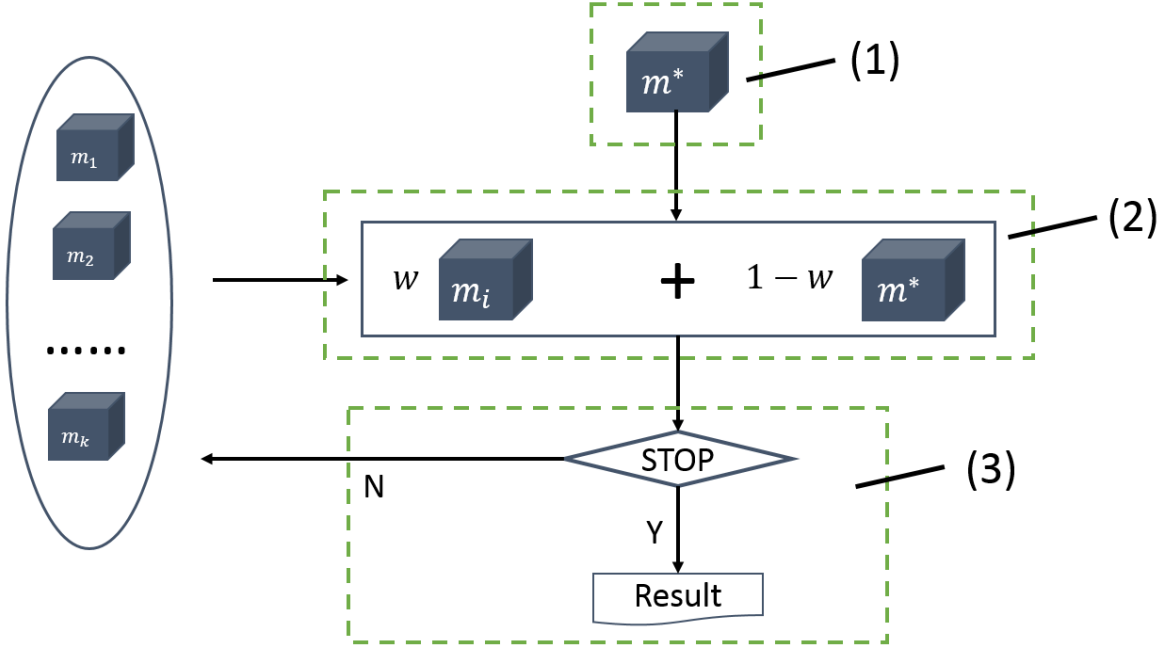 m*
(1)
m₁
m₂
......
mₖ
w mᵢ + 1 − w m*
(2)
STOP
N
Y
(3)
Result